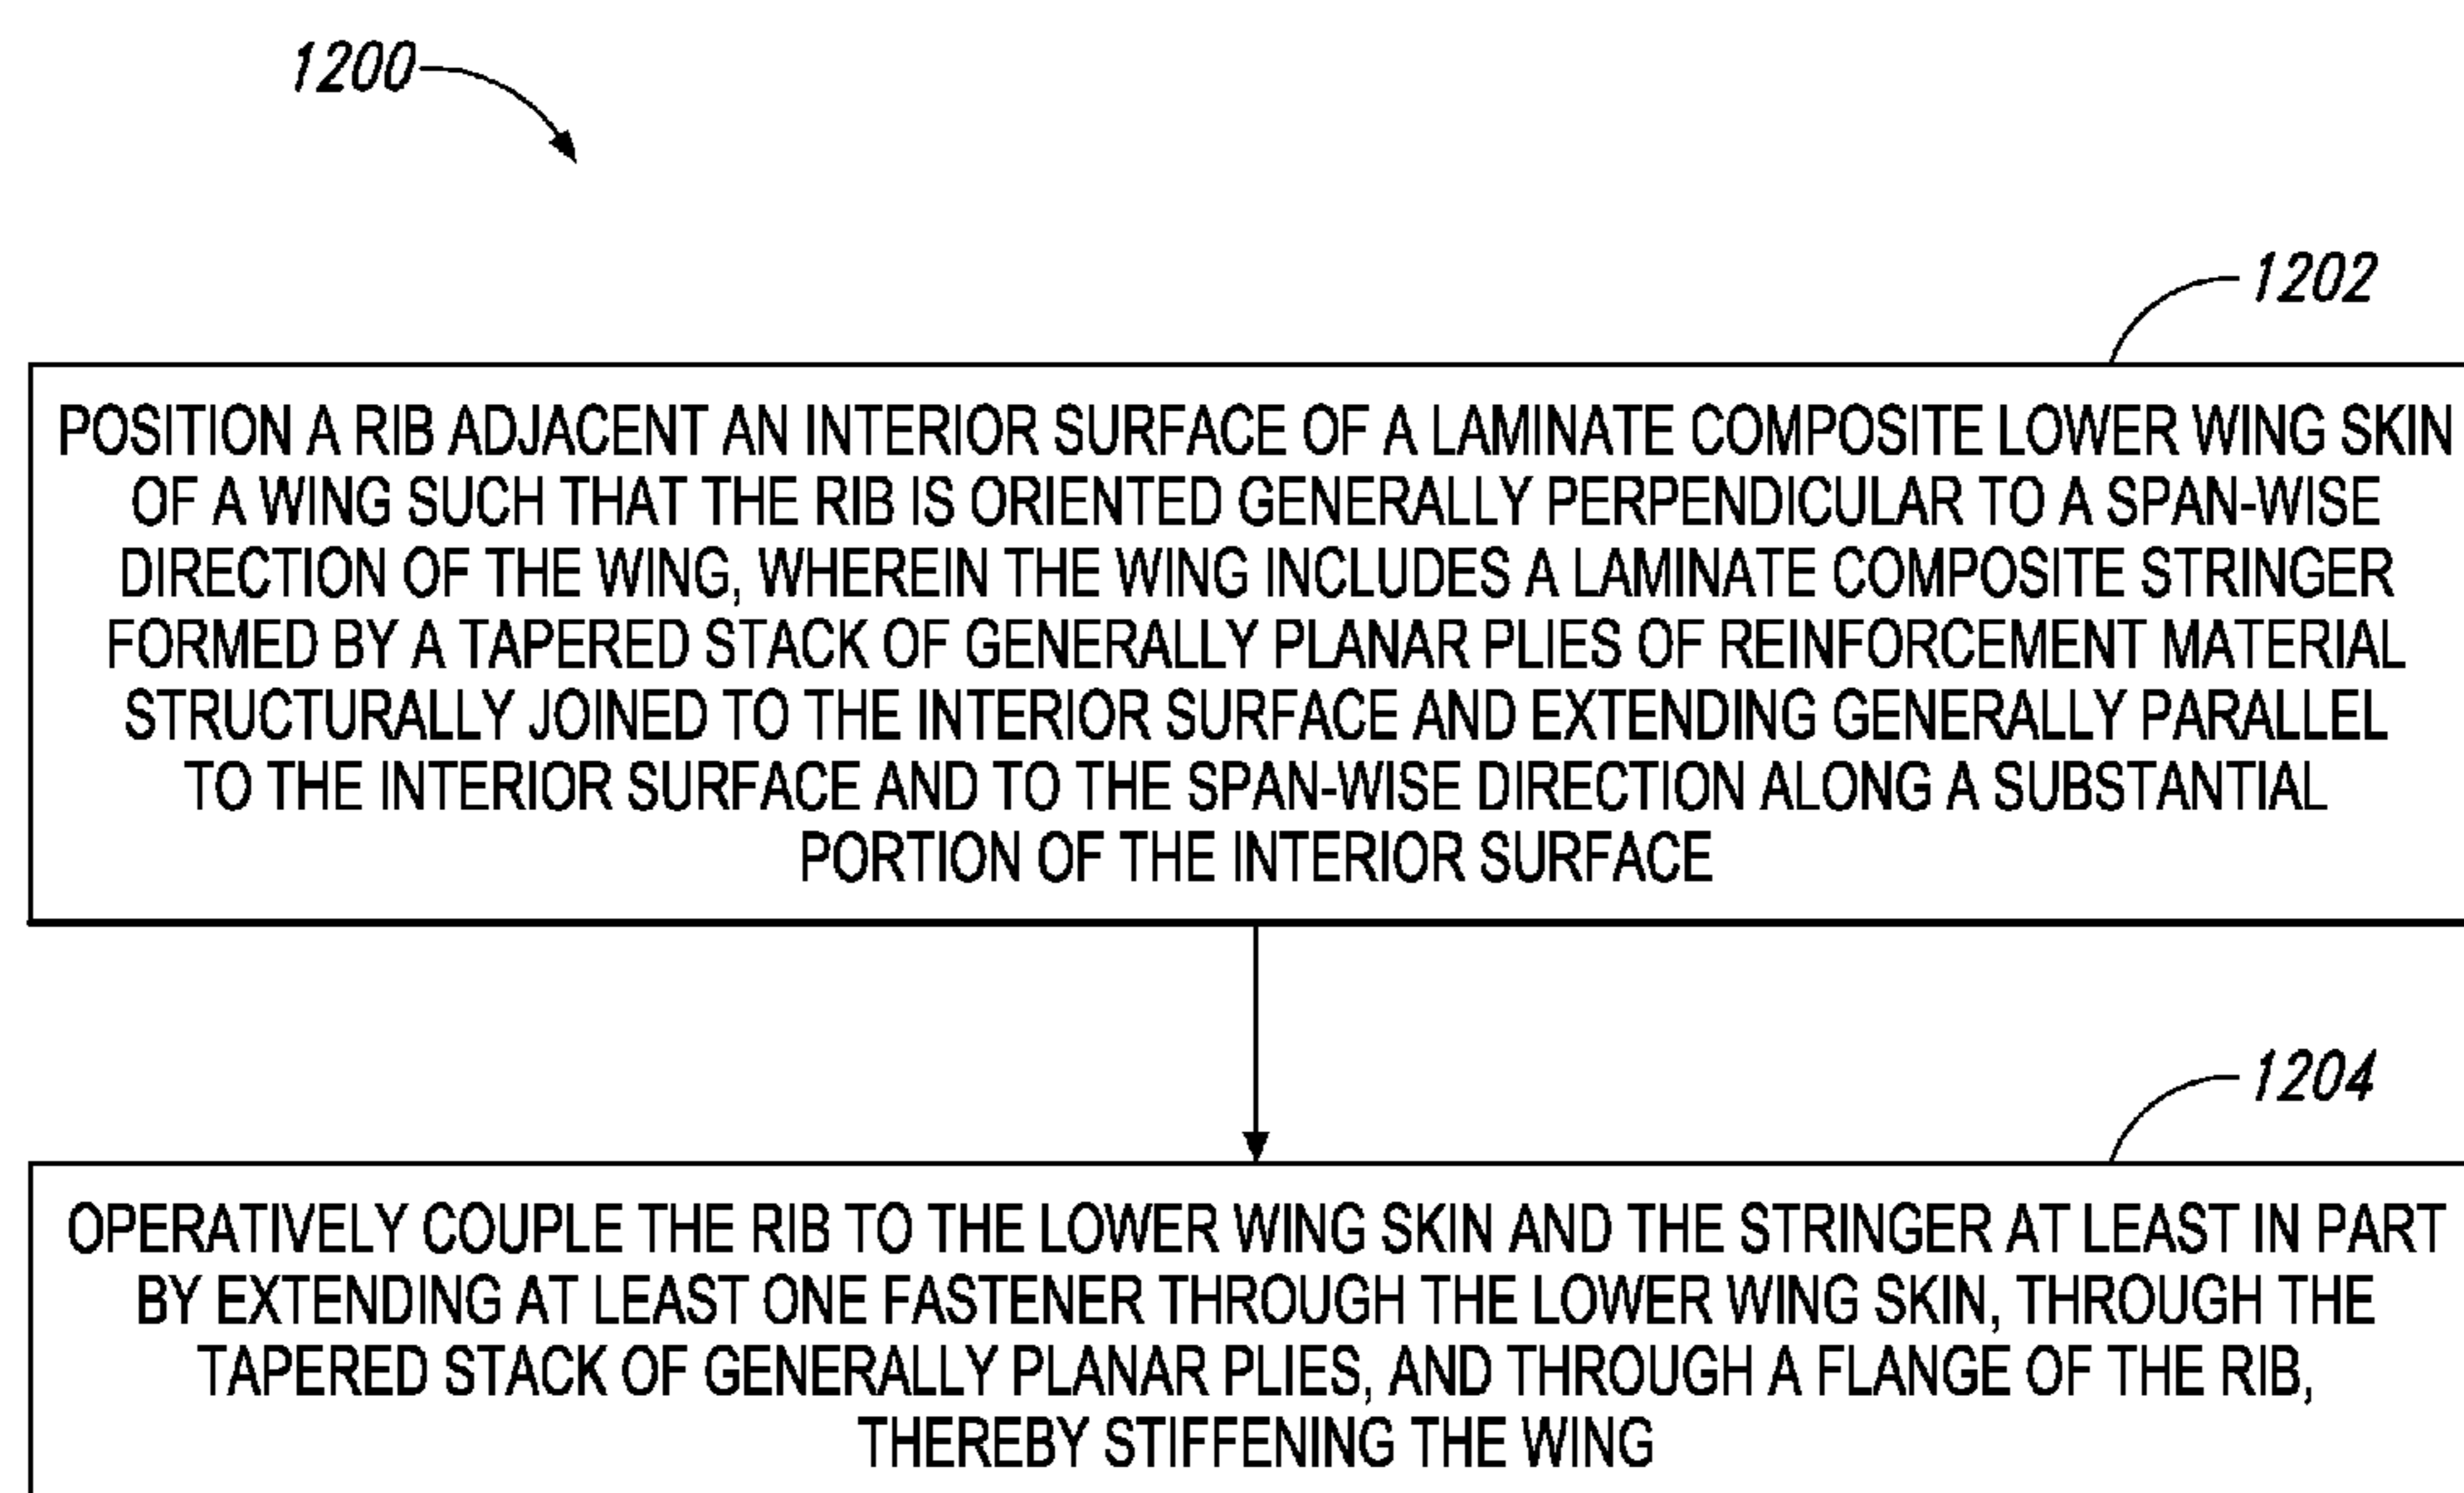 1200
1202
POSITION A RIB ADJACENT AN INTERIOR SURFACE OF A LAMINATE COMPOSITE LOWER WING SKIN
OF A WING SUCH THAT THE RIB IS ORIENTED GENERALLY PERPENDICULAR TO A SPAN-WISE
DIRECTION OF THE WING, WHEREIN THE WING INCLUDES A LAMINATE COMPOSITE STRINGER
FORMED BY A TAPERED STACK OF GENERALLY PLANAR PLIES OF REINFORCEMENT MATERIAL
STRUCTURALLY JOINED TO THE INTERIOR SURFACE AND EXTENDING GENERALLY PARALLEL
TO THE INTERIOR SURFACE AND TO THE SPAN-WISE DIRECTION ALONG A SUBSTANTIAL
PORTION OF THE INTERIOR SURFACE
1204
OPERATIVELY COUPLE THE RIB TO THE LOWER WING SKIN AND THE STRINGER AT LEAST IN PART
BY EXTENDING AT LEAST ONE FASTENER THROUGH THE LOWER WING SKIN, THROUGH THE
TAPERED STACK OF GENERALLY PLANAR PLIES, AND THROUGH A FLANGE OF THE RIB,
THEREBY STIFFENING THE WING